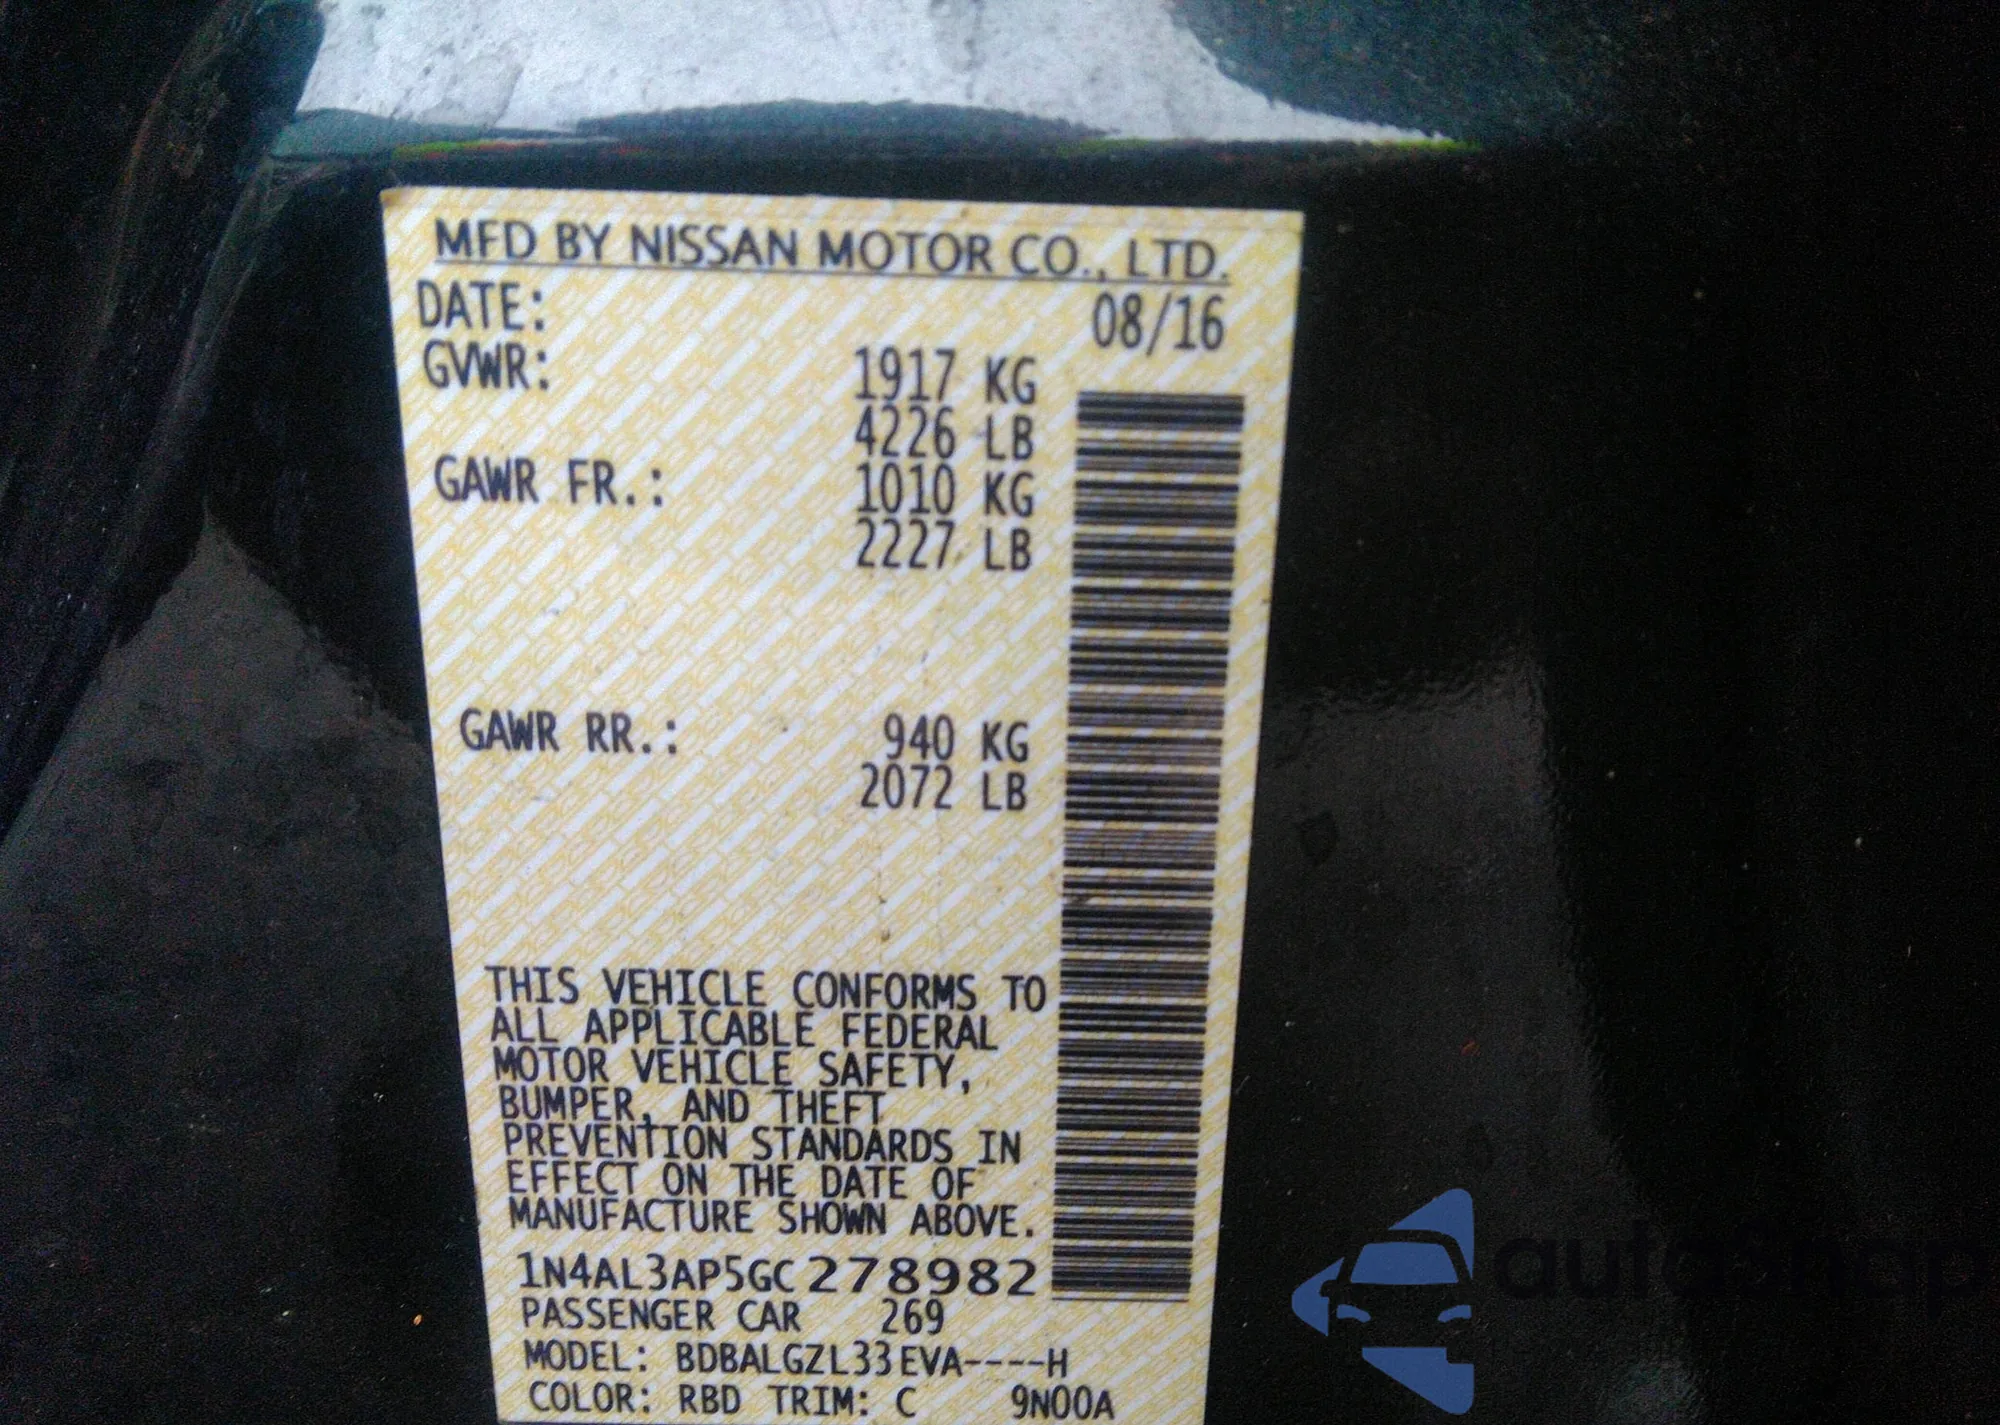 MFD BY NISSAN MOTOR CO., LTD.
DATE: 08/16
GVWR: 1917 KG
4226 LB
GAWR FR.: 1010 KG
2227 LB
GAWR RR.: 940 KG
2072 LB
THIS VEHICLE CONFORMS TO
ALL APPLICABLE FEDERAL
MOTOR VEHICLE SAFETY,
BUMPER, AND THEFT
PREVENTION STANDARDS IN
EFFECT ON THE DATE OF
MANUFACTURE SHOWN ABOVE.
1N4AL3AP5GC278982
PASSENGER CAR 269
MODEL: BDBALGZL33EVA----H
COLOR: RBD TRIM: C 9N00A